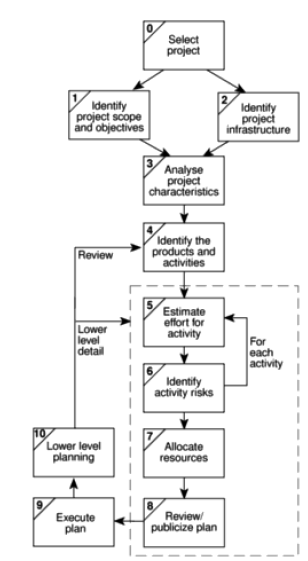 0
Select
project
1
Identify
project scope
and objectives
2
Identify
project
infrastructure
3
Analyse
project
characteristics
4
Identify the
products and
activities
Review
5
Estimate
effort for
activity
Lower
level
detail
For
each
activity
6
Identify
activity risks
7
Allocate
resources
10
Lower level
planning
9
Execute
plan
8
Review/
publicize plan